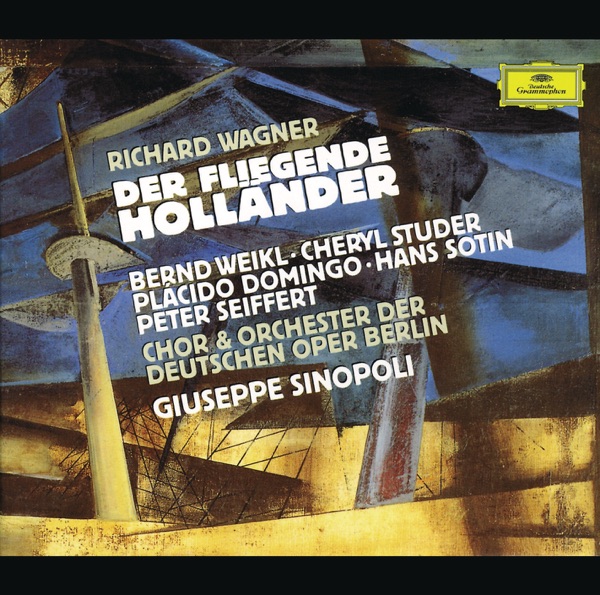 Deutsche
Grammophon
RICHARD WAGNER
DER FLIEGENDE
HOLLÄNDER
BERND WEIKL · CHERYL STUDER
PLÁCIDO DOMINGO · HANS SOTIN
PETER SEIFFERT
CHOR & ORCHESTER DER
DEUTSCHEN OPER BERLIN
GIUSEPPE SINOPOLI